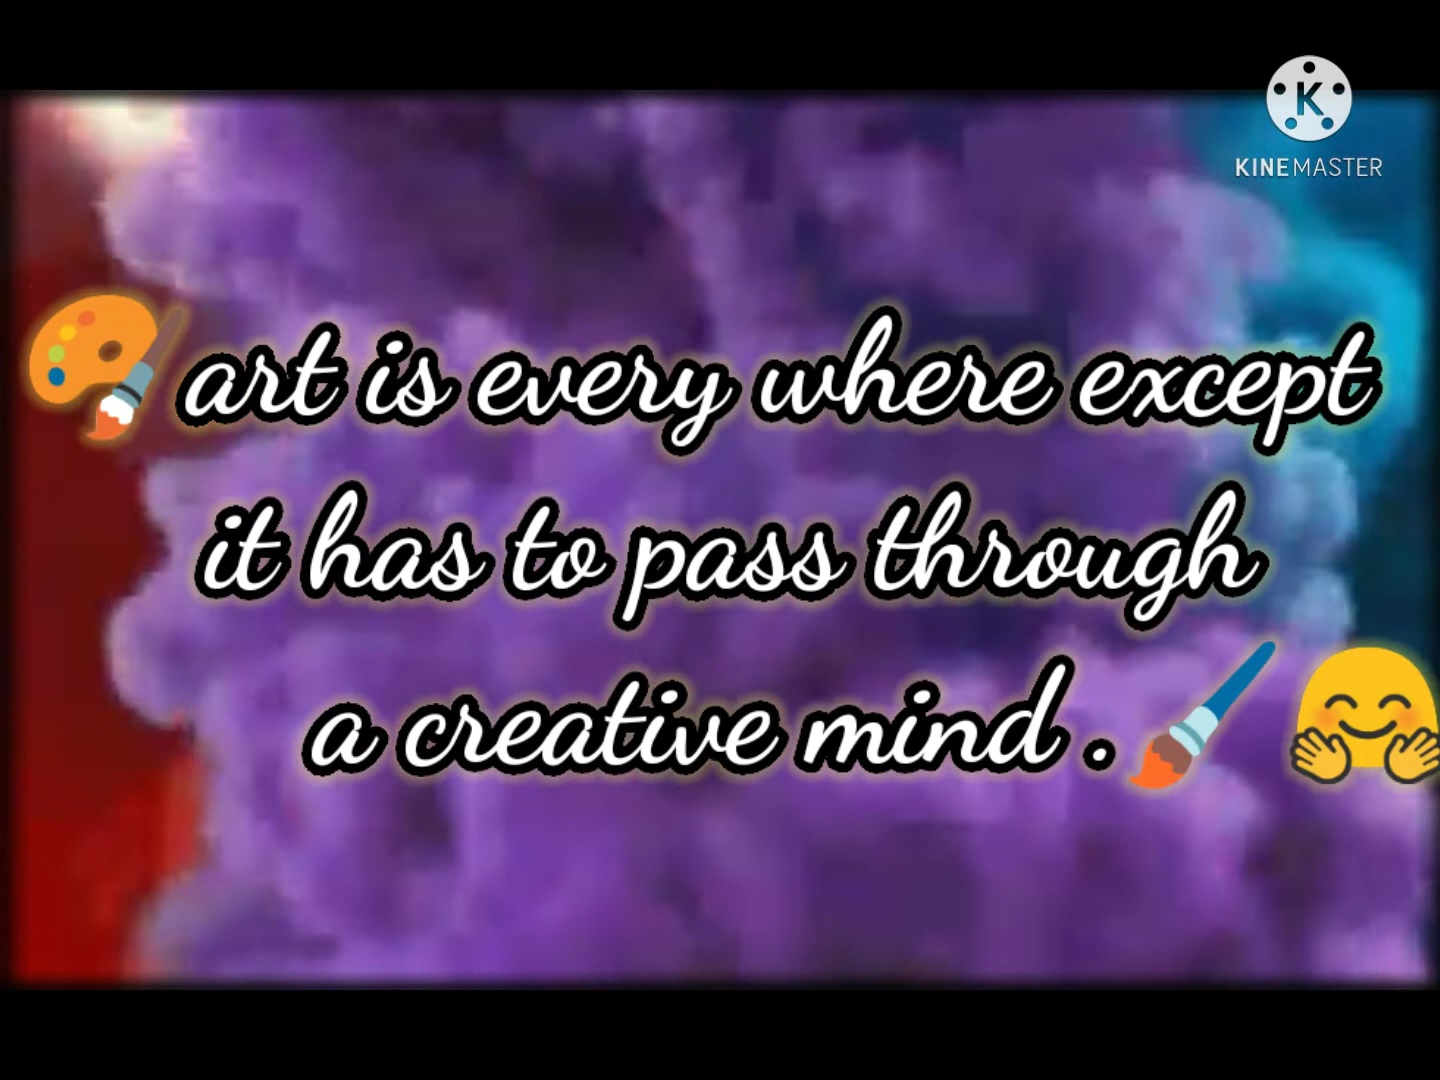 KINEMASTER
🎨 art is every where except
it has to pass through
a creative mind . 🖌️ 🤗